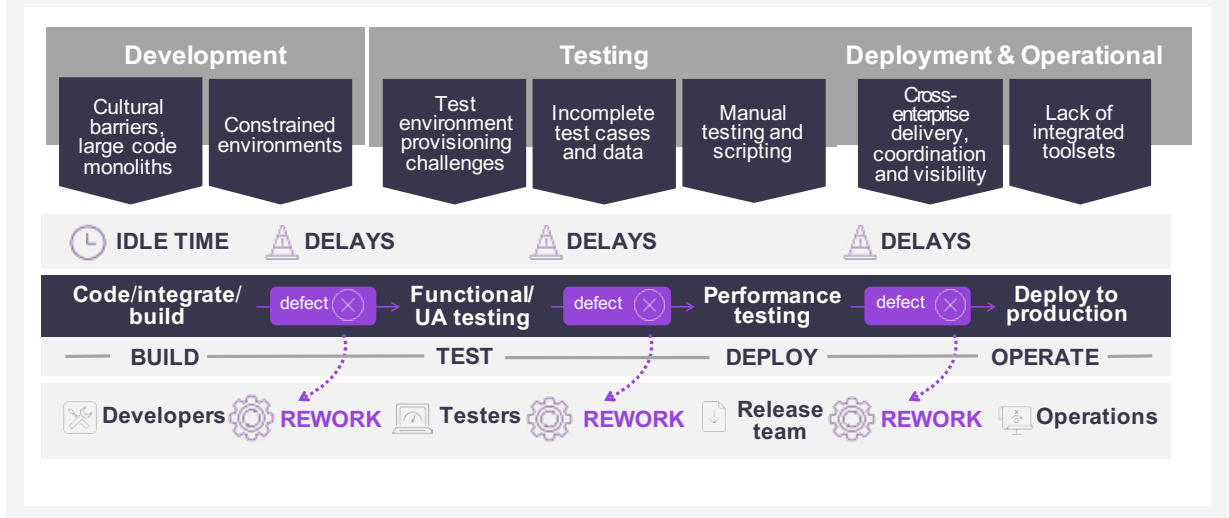 Development
Testing
Deployment & Operational
Cultural
barriers,
large code
monoliths
Constrained
environments
Test
environment
provisioning
challenges
Incomplete
test cases
and data
Manual
testing and
scripting
Cross-
enterprise
delivery,
coordination
and visibility
Lack of
integrated
toolsets
IDLE TIME
DELAYS
DELAYS
DELAYS
Code/integrate/
build
defect
Functional/
UA testing
defect
Performance
testing
defect
Deploy to
production
BUILD
TEST
DEPLOY
OPERATE
Developers
REWORK
Testers
REWORK
Release
team
REWORK
Operations